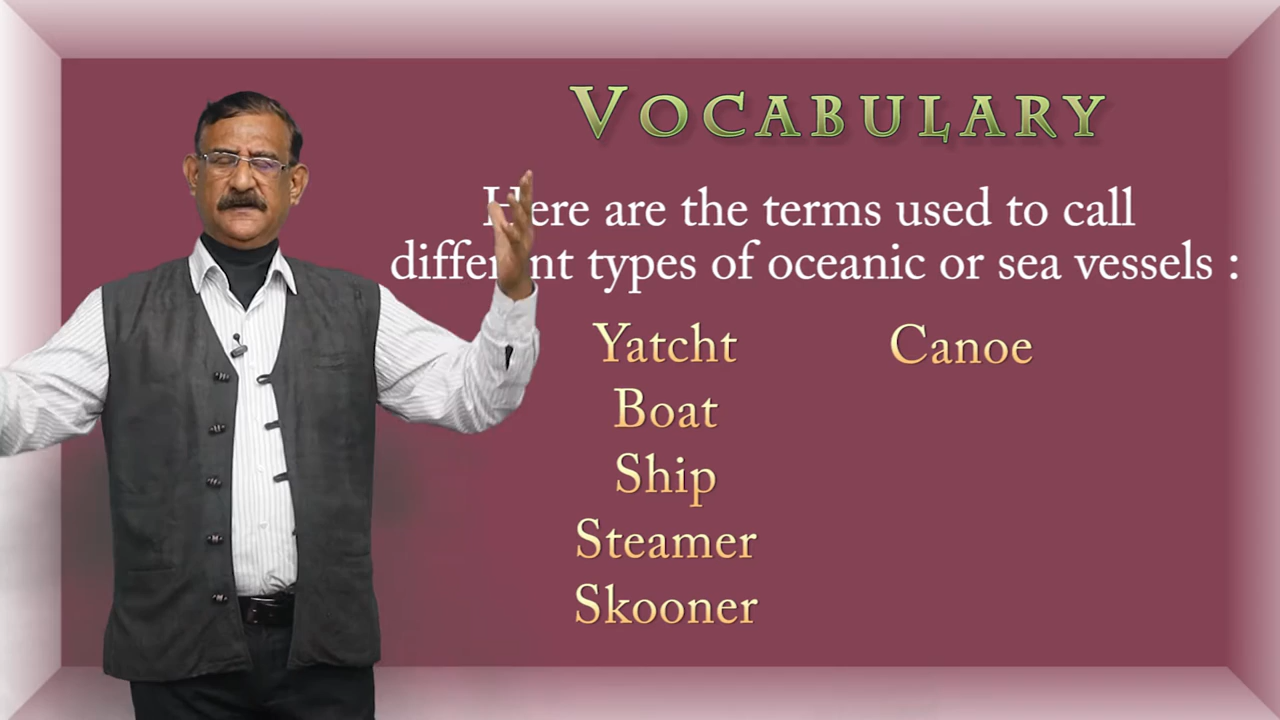 VOCABULARY
Here are the terms used to call
different types of oceanic or sea vessels :
Yatcht
Canoe
Boat
Ship
Steamer
Skooner